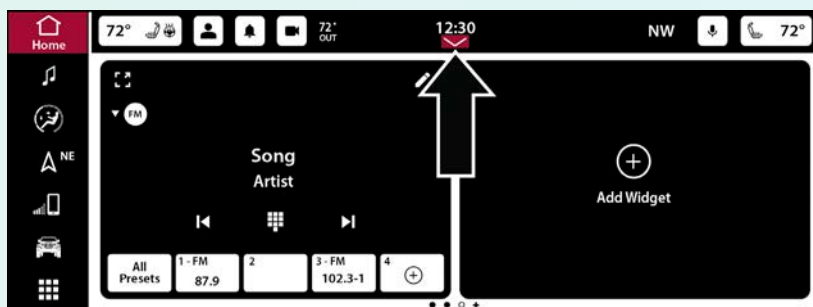 Home
72°
72°
OUT
12:30
NW
72°
FM
NE
Song
Artist
Add Widget
All
Presets
1 - FM
87.9
2
3 - FM
102.3-1
4